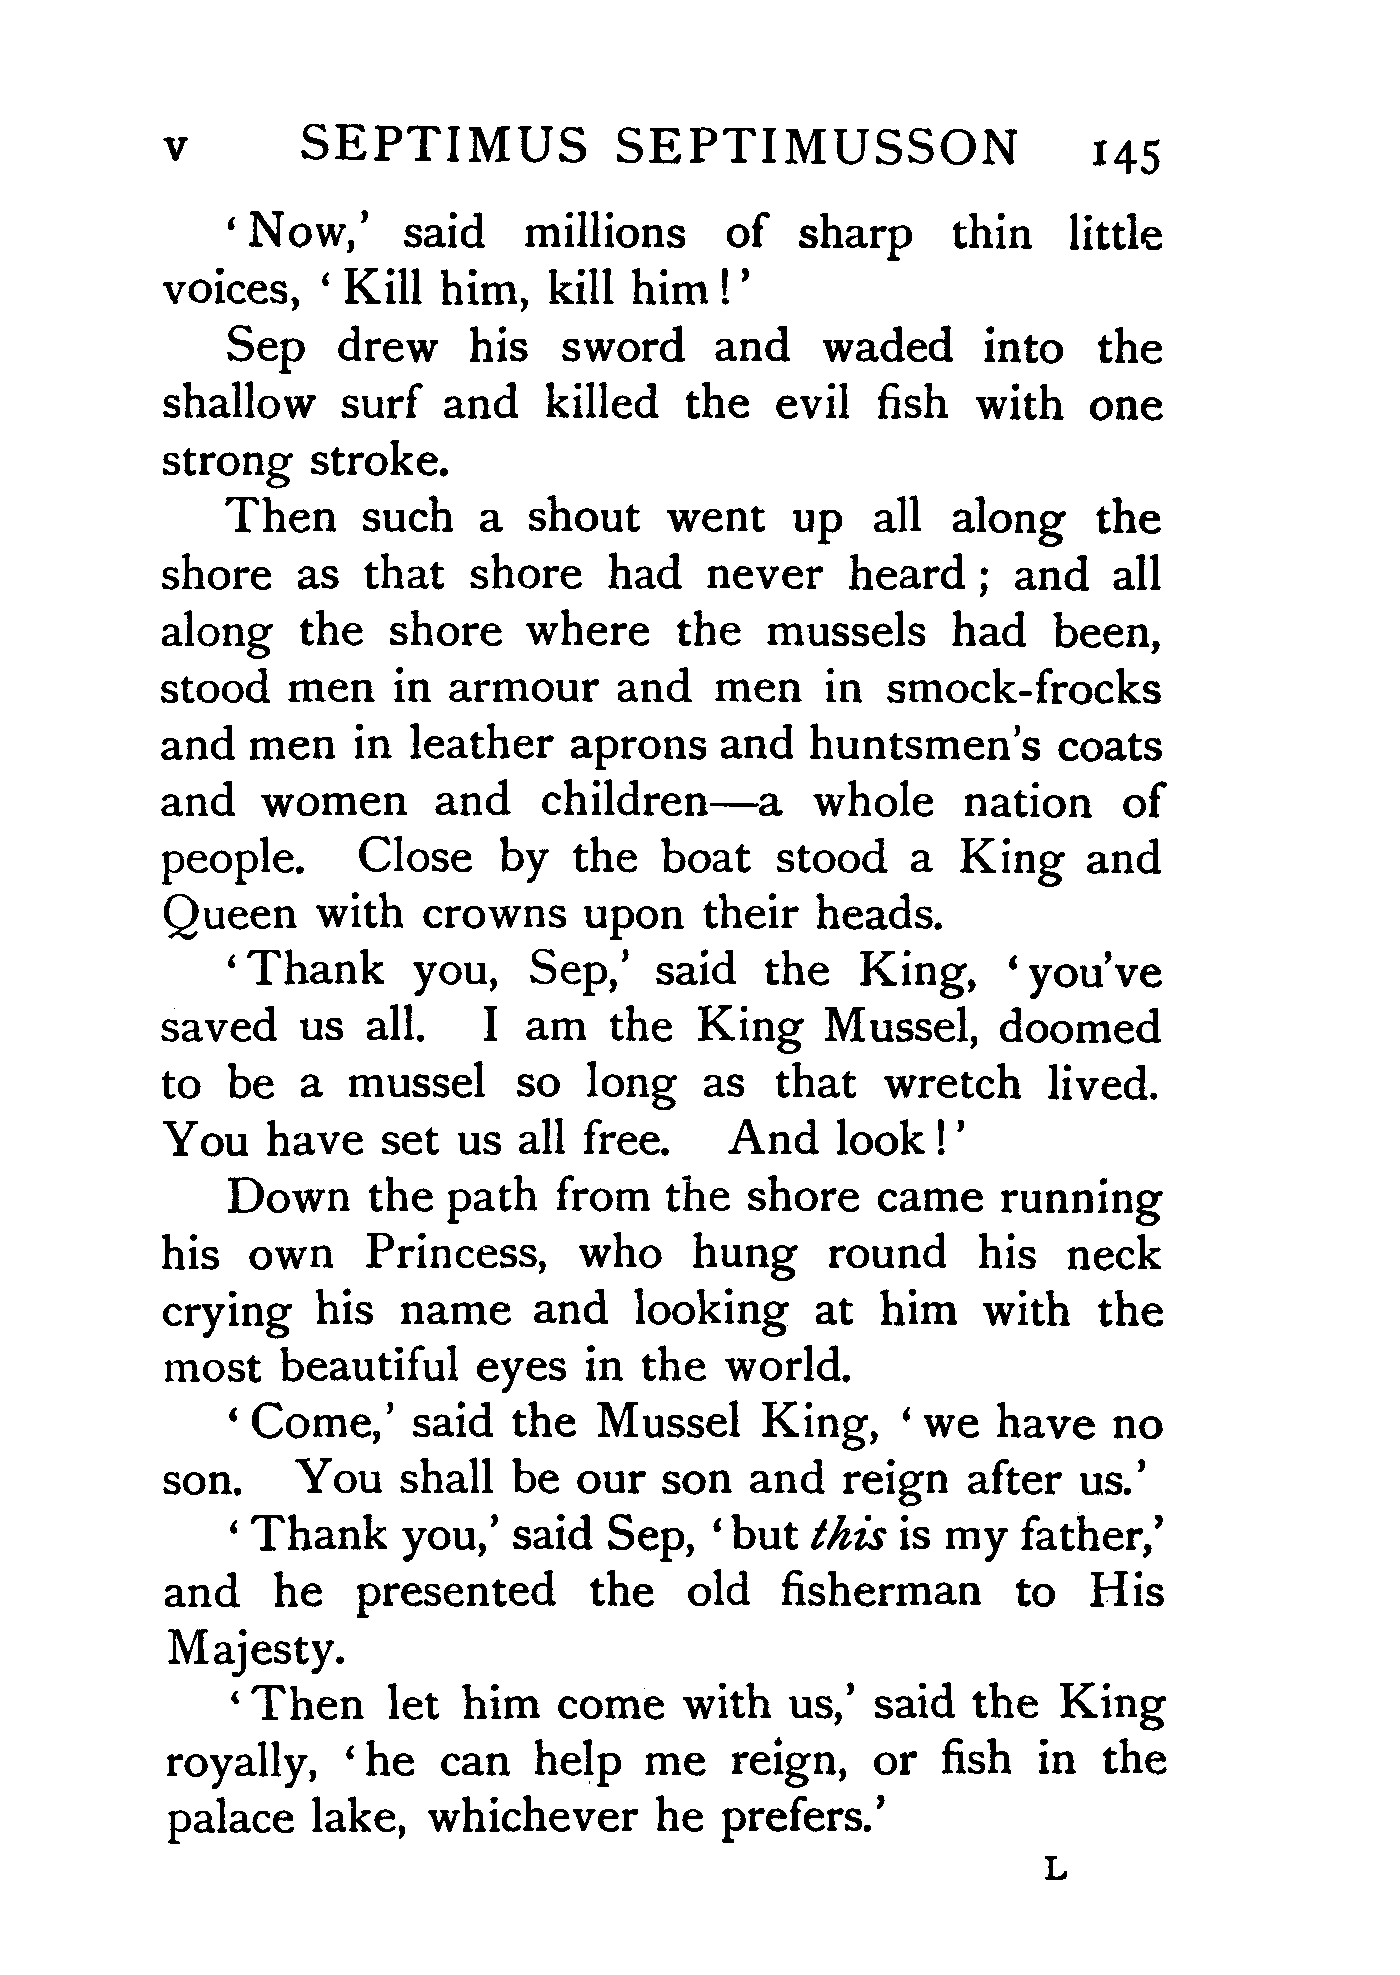 v SEPTIMUS SEPTIMUSSON 145
‘Now,’ said millions of sharp thin little
voices, ‘Kill him, kill him!’
Sep drew his sword and waded into the
shallow surf and killed the evil fish with one
strong stroke.
Then such a shout went up all along the
shore as that shore had never heard; and all
along the shore where the mussels had been,
stood men in armour and men in smock-frocks
and men in leather aprons and huntsmen’s coats
and women and children—a whole nation of
people. Close by the boat stood a King and
Queen with crowns upon their heads.
‘Thank you, Sep,’ said the King, ‘you’ve
saved us all. I am the King Mussel, doomed
to be a mussel so long as that wretch lived.
You have set us all free. And look!’
Down the path from the shore came running
his own Princess, who hung round his neck
crying his name and looking at him with the
most beautiful eyes in the world.
‘Come,’ said the Mussel King, ‘we have no
son. You shall be our son and reign after us.’
‘Thank you,’ said Sep, ‘but this is my father,’
and he presented the old fisherman to His
Majesty.
‘Then let him come with us,’ said the King
royally, ‘he can help me reign, or fish in the
palace lake, whichever he prefers.’
L